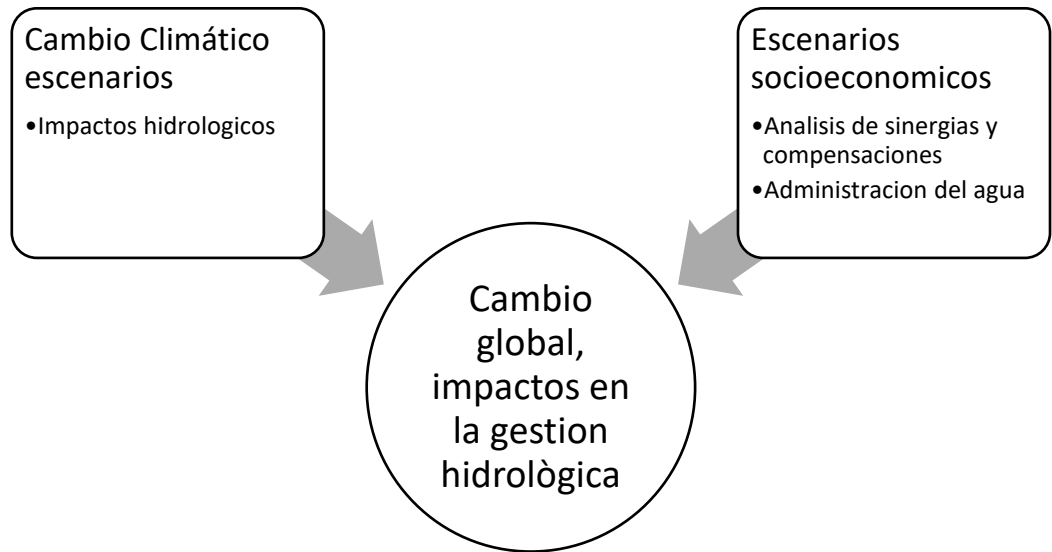 Cambio Climático
escenarios
•Impactos hidrologicos
Escenarios
socioeconomicos
•Analisis de sinergias y
compensaciones
•Administracion del agua
Cambio
global,
impactos en
la gestion
hidrològica